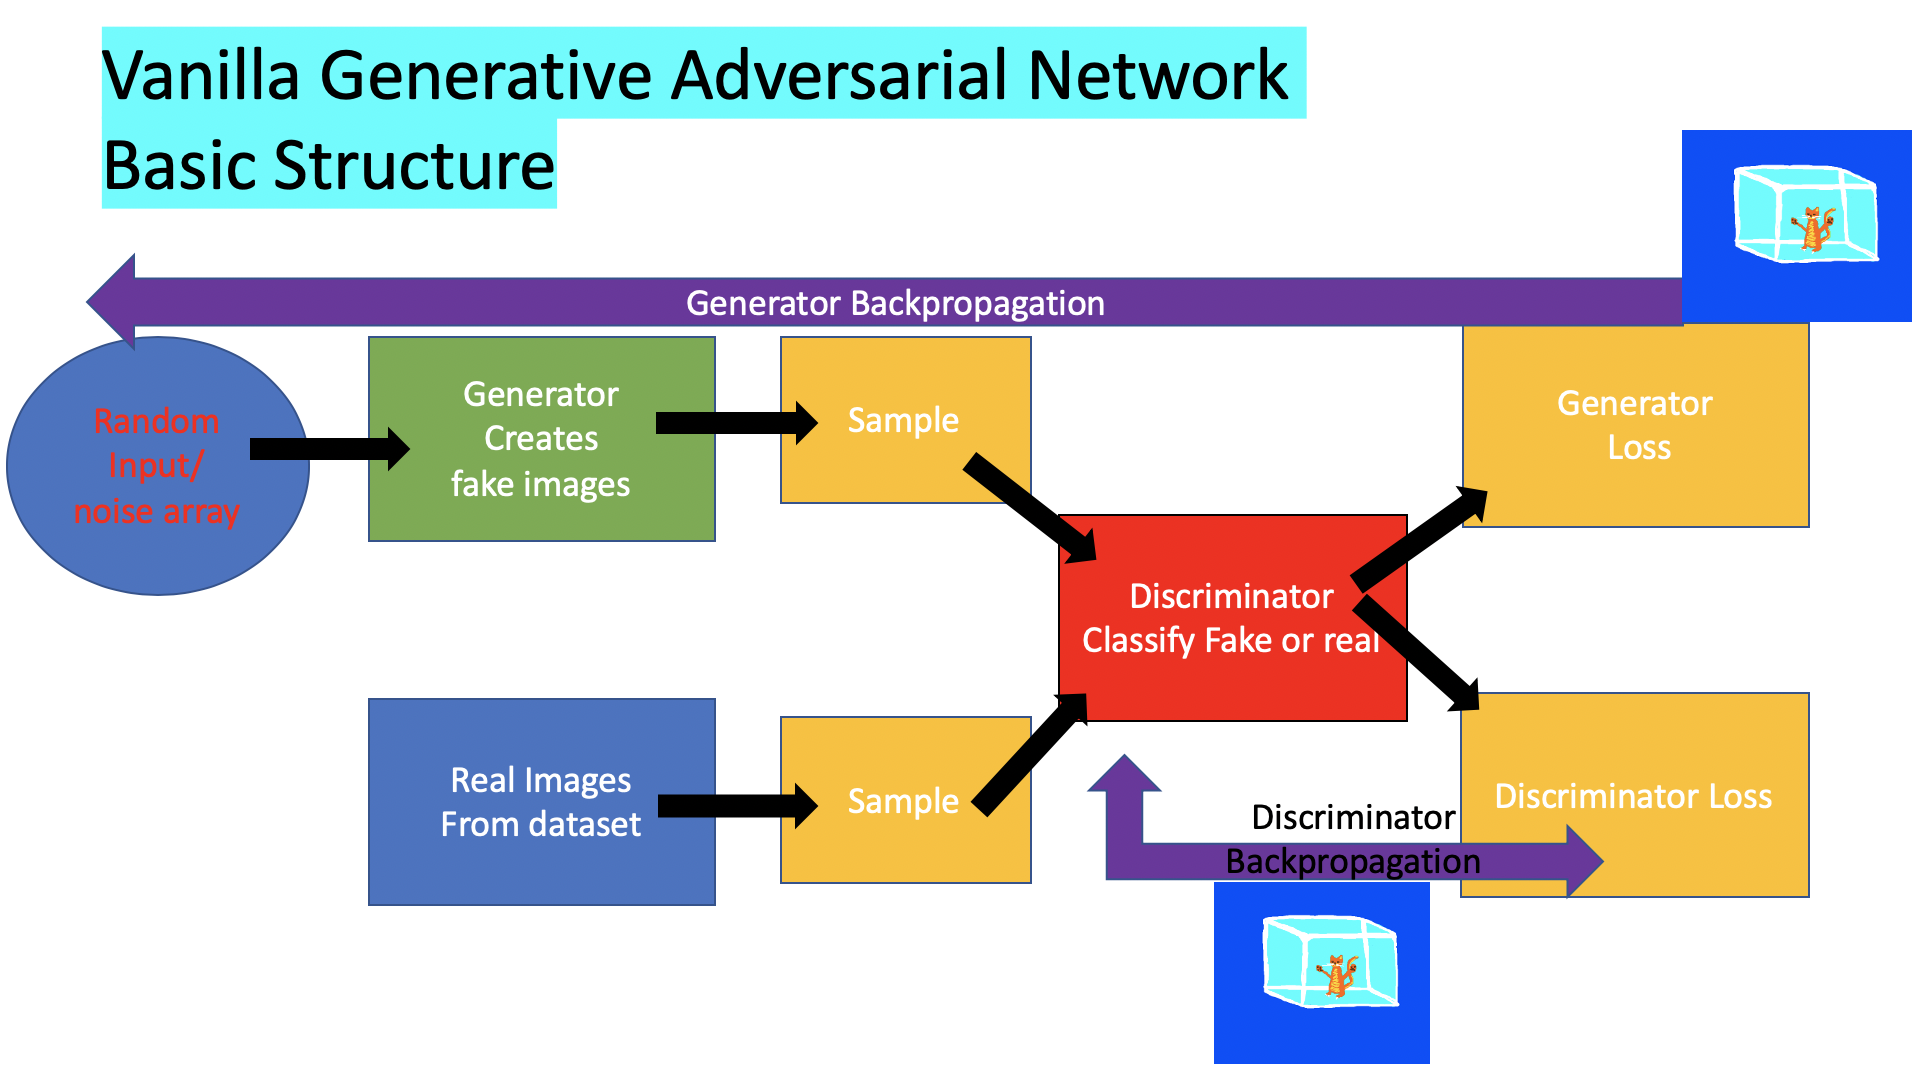 Vanilla Generative Adversarial Network
Basic Structure
Generator Backpropagation
Random
Input/
noise array
Generator
Creates
fake images
Sample
Generator
Loss
Discriminator
Classify Fake or real
Real Images
From dataset
Sample
Discriminator Loss
Discriminator
Backpropagation